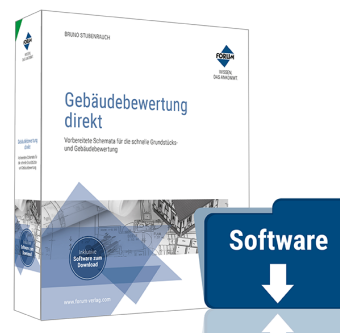 BRUNO STUBENRAUCH
FORUM
WISSEN,
DAS ANKOMMT.
Gebäudebewertung
direkt
Vorbereitete Schemata für die schnelle Grundstücks-
und Gebäudebewertung
Inklusive
Software zum
Download
www.forum-verlag.com
FORUM
Gebäudebewertung
direkt
Software